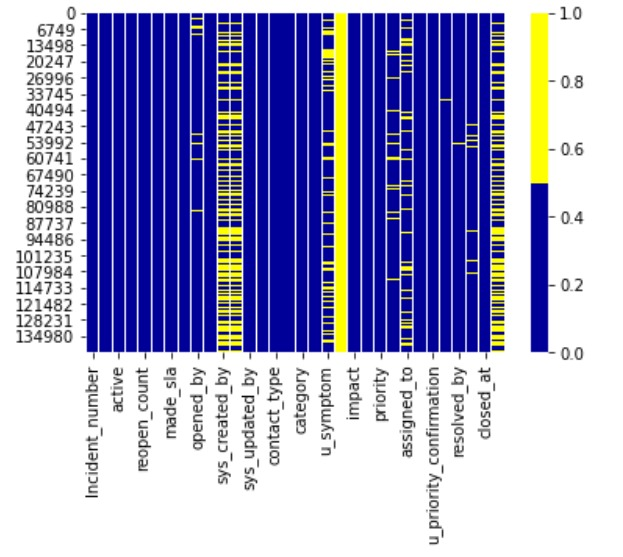 0
6749
13498
20247
26996
33745
40494
47243
53992
60741
67490
74239
80988
87737
94486
101235
107984
114733
121482
128231
134980
1.0
0.8
0.6
0.4
0.2
0.0
Incident_number
active
reopen_count
made_sla
opened_by
sys_created_by
sys_updated_by
contact_type
category
u_symptom
impact
priority
assigned_to
u_priority_confirmation
resolved_by
closed_at